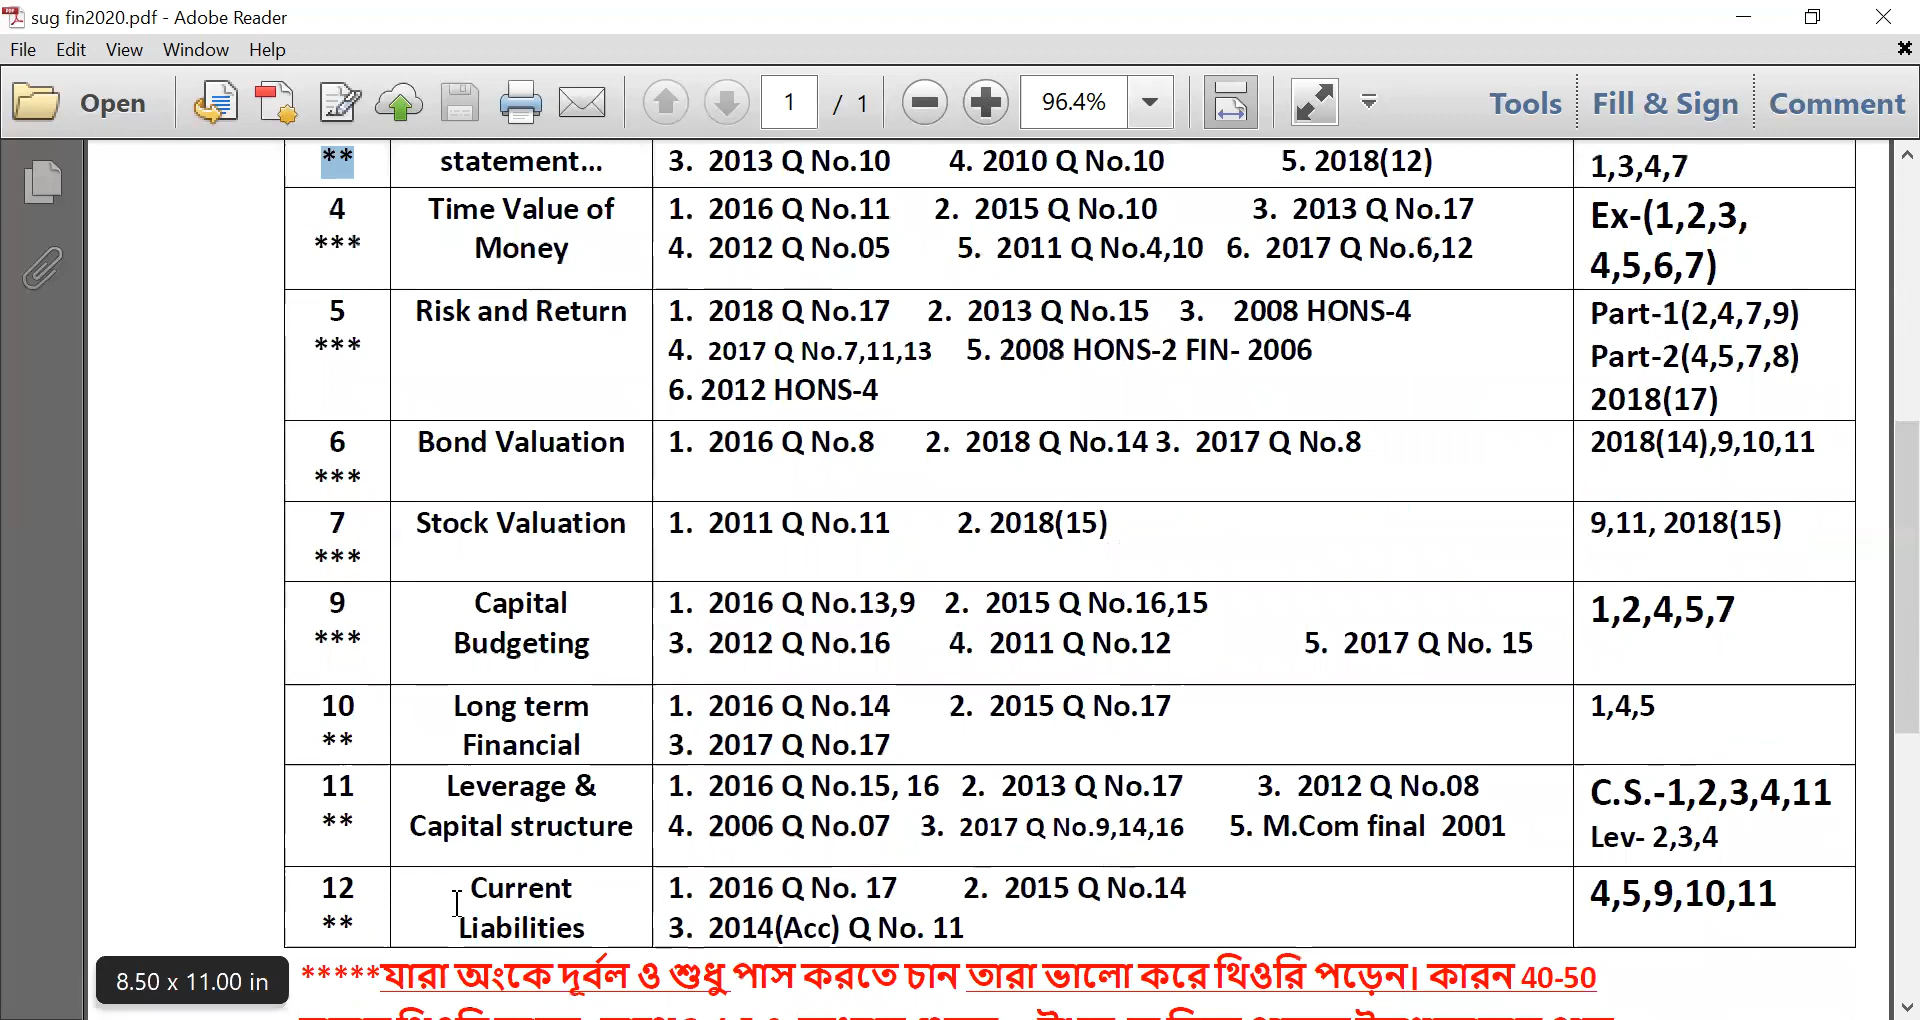 sug fin2020.pdf - Adobe Reader
File Edit View Window Help
Open 1 / 1 96.4% Tools Fill & Sign Comment
** statement... 3. 2013 Q No.10 4. 2010 Q No.10 5. 2018(12) 1,3,4,7
4 Time Value of 1. 2016 Q No.11 2. 2015 Q No.10 3. 2013 Q No.17 Ex-(1,2,3,
*** Money 4. 2012 Q No.05 5. 2011 Q No.4,10 6. 2017 Q No.6,12 4,5,6,7)
5 Risk and Return 1. 2018 Q No.17 2. 2013 Q No.15 3. 2008 HONS-4 Part-1(2,4,7,9)
*** 4. 2017 Q No.7,11,13 5. 2008 HONS-2 FIN- 2006 Part-2(4,5,7,8)
6. 2012 HONS-4 2018(17)
6 Bond Valuation 1. 2016 Q No.8 2. 2018 Q No.14 3. 2017 Q No.8 2018(14),9,10,11
***
7 Stock Valuation 1. 2011 Q No.11 2. 2018(15) 9,11, 2018(15)
***
9 Capital 1. 2016 Q No.13,9 2. 2015 Q No.16,15 1,2,4,5,7
*** Budgeting 3. 2012 Q No.16 4. 2011 Q No.12 5. 2017 Q No. 15
10 Long term 1. 2016 Q No.14 2. 2015 Q No.17 1,4,5
** Financial 3. 2017 Q No.17
11 Leverage & 1. 2016 Q No.15, 16 2. 2013 Q No.17 3. 2012 Q No.08 C.S.-1,2,3,4,11
** Capital structure 4. 2006 Q No.07 3. 2017 Q No.9,14,16 5. M.Com final 2001 Lev- 2,3,4
12 Current 1. 2016 Q No. 17 2. 2015 Q No.14 4,5,9,10,11
** Liabilities 3. 2014(Acc) Q No. 11
*****যারা অংকে দূর্বল ও শুধু পাস করতে চান তারা ভালো করে থিওরি পড়েন। কারন 40-50
8.50 x 11.00 in